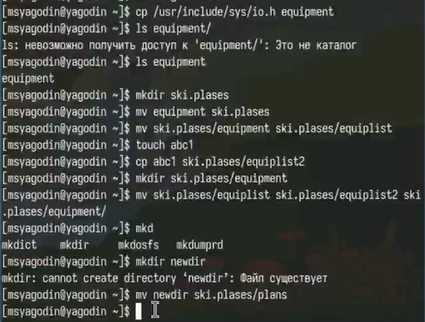 [msyagodin@yagodin ~]$ cp /usr/include/sys/io.h equipment
[msyagodin@yagodin ~]$ ls equipment/
ls: невозможно получить доступ к 'equipment/': Это не каталог
[msyagodin@yagodin ~]$ ls equipment
equipment
[msyagodin@yagodin ~]$ mkdir ski.plases
[msyagodin@yagodin ~]$ mv equipment ski.plases
[msyagodin@yagodin ~]$ mv ski.plases/equipment ski.plases/equiplist
[msyagodin@yagodin ~]$ touch abc1
[msyagodin@yagodin ~]$ cp abc1 ski.plases/equiplist2
[msyagodin@yagodin ~]$ mkdir ski.plases/equipment
[msyagodin@yagodin ~]$ mv ski.plases/equiplist ski.plases/equiplist2 ski
.plases/equipment/
[msyagodin@yagodin ~]$ mkd
mkdict mkdir mkdosfs mkdumprd
[msyagodin@yagodin ~]$ mkdir newdir
mkdir: cannot create directory ‘newdir’: Файл существует
[msyagodin@yagodin ~]$ mv newdir ski.plases/plans
[msyagodin@yagodin ~]$